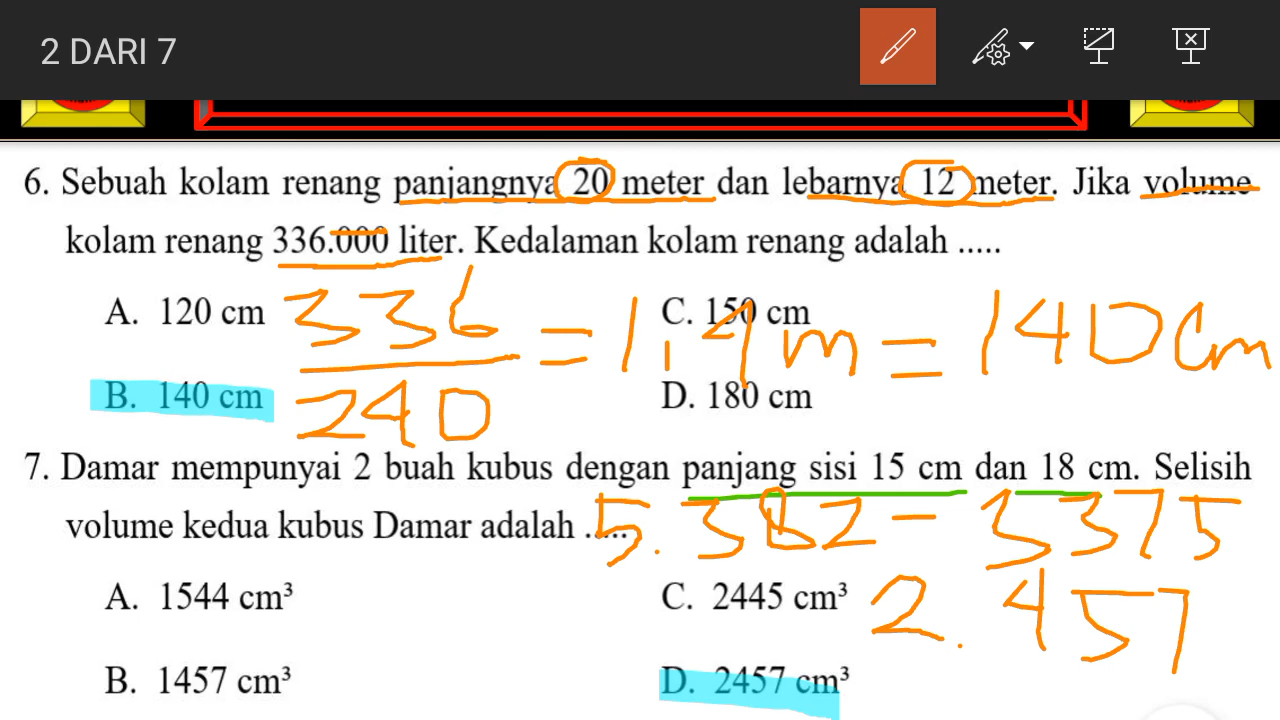 2 DARI 7
6. Sebuah kolam renang panjangnya 20 meter dan lebarnya 12 meter. Jika volume
kolam renang 336.000 liter. Kedalaman kolam renang adalah .....
A. 120 cm
C. 150 cm
336
240
= 1,4 m = 140 cm
B. 140 cm
D. 180 cm
7. Damar mempunyai 2 buah kubus dengan panjang sisi 15 cm dan 18 cm. Selisih
volume kedua kubus Damar adalah .....
5.382 - 3375
A. 1544 cm³
C. 2445 cm³
2.457
B. 1457 cm³
D. 2457 cm³